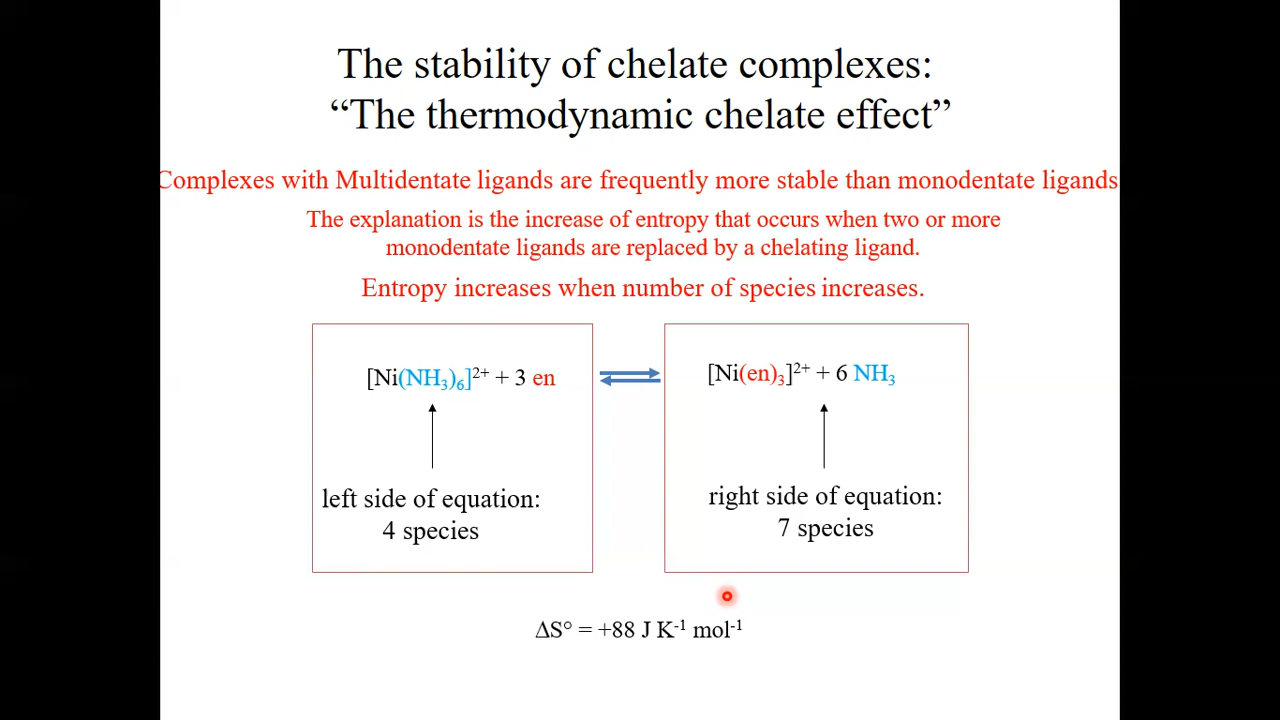 The stability of chelate complexes:
“The thermodynamic chelate effect”
Complexes with Multidentate ligands are frequently more stable than monodentate ligands
The explanation is the increase of entropy that occurs when two or more
monodentate ligands are replaced by a chelating ligand.
Entropy increases when number of species increases.
[Ni(NH₃)₆]²⁺ + 3 en
[Ni(en)₃]²⁺ + 6 NH₃
left side of equation:
4 species
right side of equation:
7 species
ΔS° = +88 J K⁻¹ mol⁻¹